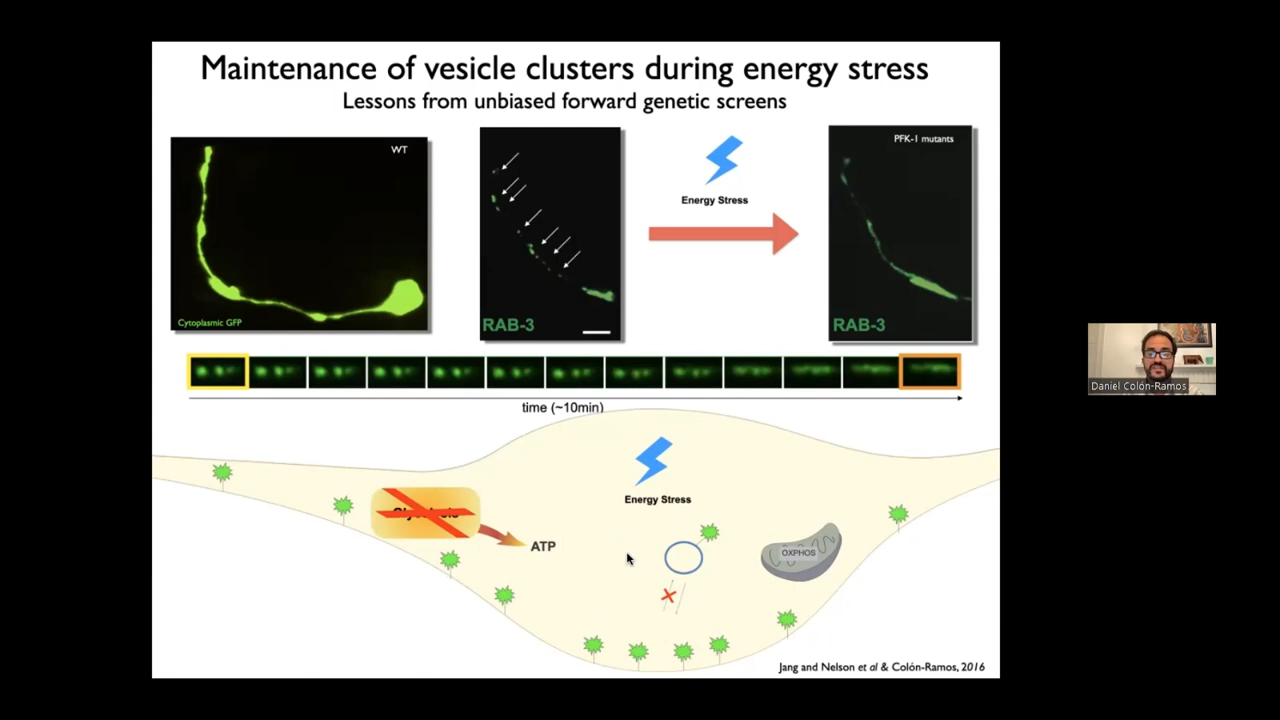 Maintenance of vesicle clusters during energy stress
Lessons from unbiased forward genetic screens
WT
Cytoplasmic GFP
RAB-3
Energy Stress
PFK-1 mutants
RAB-3
time (~10min)
Energy Stress
ATP
OXPHOS
Jang and Nelson et al & Colón-Ramos, 2016
Daniel Colón-Ramos